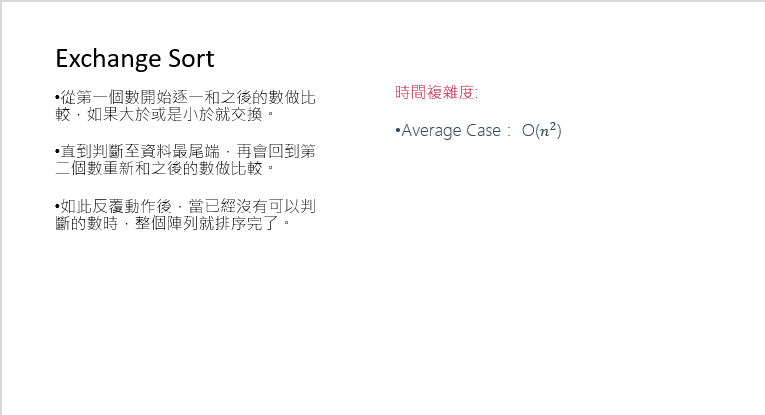 Exchange Sort
•從第一個數開始逐一和之後的數做比
較，如果大於或是小於就交換。
•直到判斷至資料最尾端，再會回到第
二個數重新和之後的數做比較。
•如此反覆動作後，當已經沒有可以判
斷的數時，整個陣列就排序完了。
時間複雜度:
•Average Case： O(𝑛²)